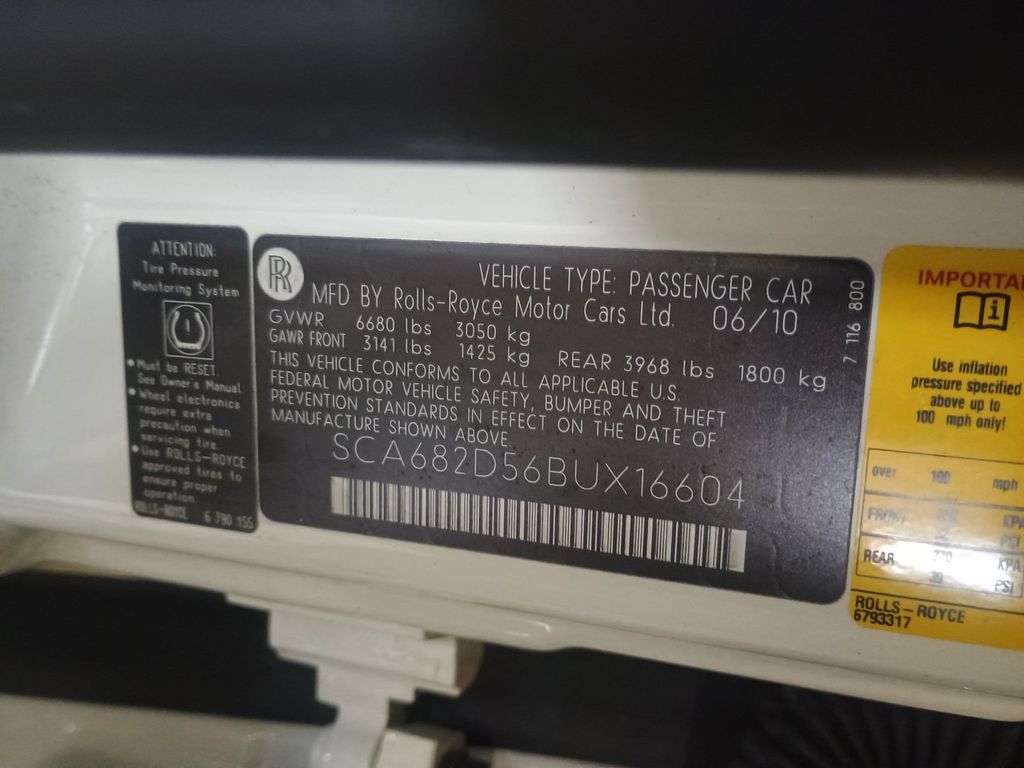 ATTENTION:
Tire Pressure
Monitoring System
• Must be RESET.
See Owner's Manual.
• Wheel electronics
require extra
precaution when
servicing tire
• Use ROLLS-ROYCE
approved tires to
ensure proper
operation.
ROLLS-ROYCE 6 790 155
RR
VEHICLE TYPE: PASSENGER CAR
MFD BY Rolls-Royce Motor Cars Ltd. 06/10
GVWR 6680 lbs 3050 kg
GAWR FRONT 3141 lbs 1425 kg REAR 3968 lbs 1800 kg
THIS VEHICLE CONFORMS TO ALL APPLICABLE U.S.
FEDERAL MOTOR VEHICLE SAFETY, BUMPER AND THEFT
PREVENTION STANDARDS IN EFFECT ON THE DATE OF
MANUFACTURE SHOWN ABOVE.
SCA682D56BUX16604
7 116 800
IMPORTA
Use inflation
pressure specified
above up to
100 mph only!
over 100 mph
FRONT KPA
PSI
REAR KPA
PSI
ROLLS-ROYCE
6793317